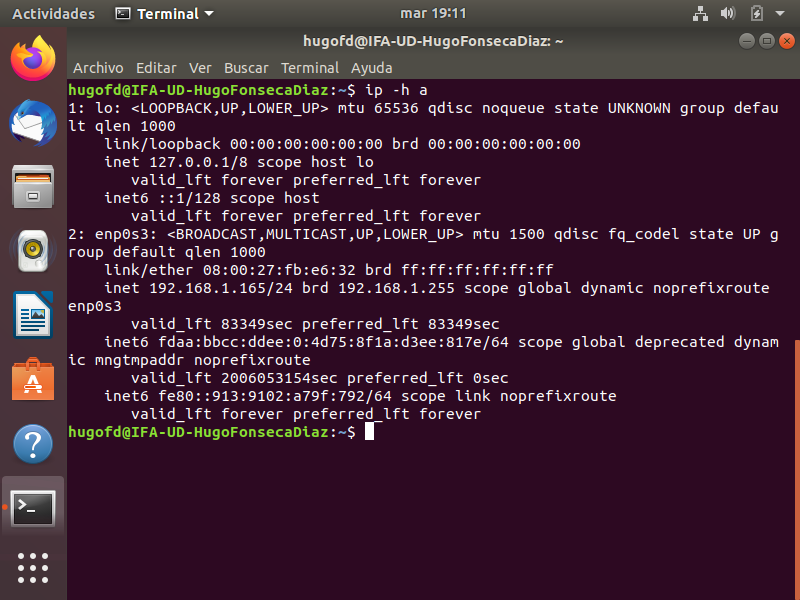 Actividades Terminal mar 19:11
hugofd@IFA-UD-HugoFonsecaDiaz: ~
Archivo Editar Ver Buscar Terminal Ayuda
hugofd@IFA-UD-HugoFonsecaDiaz:~$ ip -h a
1: lo: <LOOPBACK,UP,LOWER_UP> mtu 65536 qdisc noqueue state UNKNOWN group defau
lt qlen 1000
    link/loopback 00:00:00:00:00:00 brd 00:00:00:00:00:00
    inet 127.0.0.1/8 scope host lo
       valid_lft forever preferred_lft forever
    inet6 ::1/128 scope host
       valid_lft forever preferred_lft forever
2: enp0s3: <BROADCAST,MULTICAST,UP,LOWER_UP> mtu 1500 qdisc fq_codel state UP g
roup default qlen 1000
    link/ether 08:00:27:fb:e6:32 brd ff:ff:ff:ff:ff:ff
    inet 192.168.1.165/24 brd 192.168.1.255 scope global dynamic noprefixroute
enp0s3
       valid_lft 83349sec preferred_lft 83349sec
    inet6 fdaa:bbcc:ddee:0:4d75:8f1a:d3ee:817e/64 scope global deprecated dynam
ic mngtmpaddr noprefixroute
       valid_lft 2006053154sec preferred_lft 0sec
    inet6 fe80::913:9102:a79f:792/64 scope link noprefixroute
       valid_lft forever preferred_lft forever
hugofd@IFA-UD-HugoFonsecaDiaz:~$